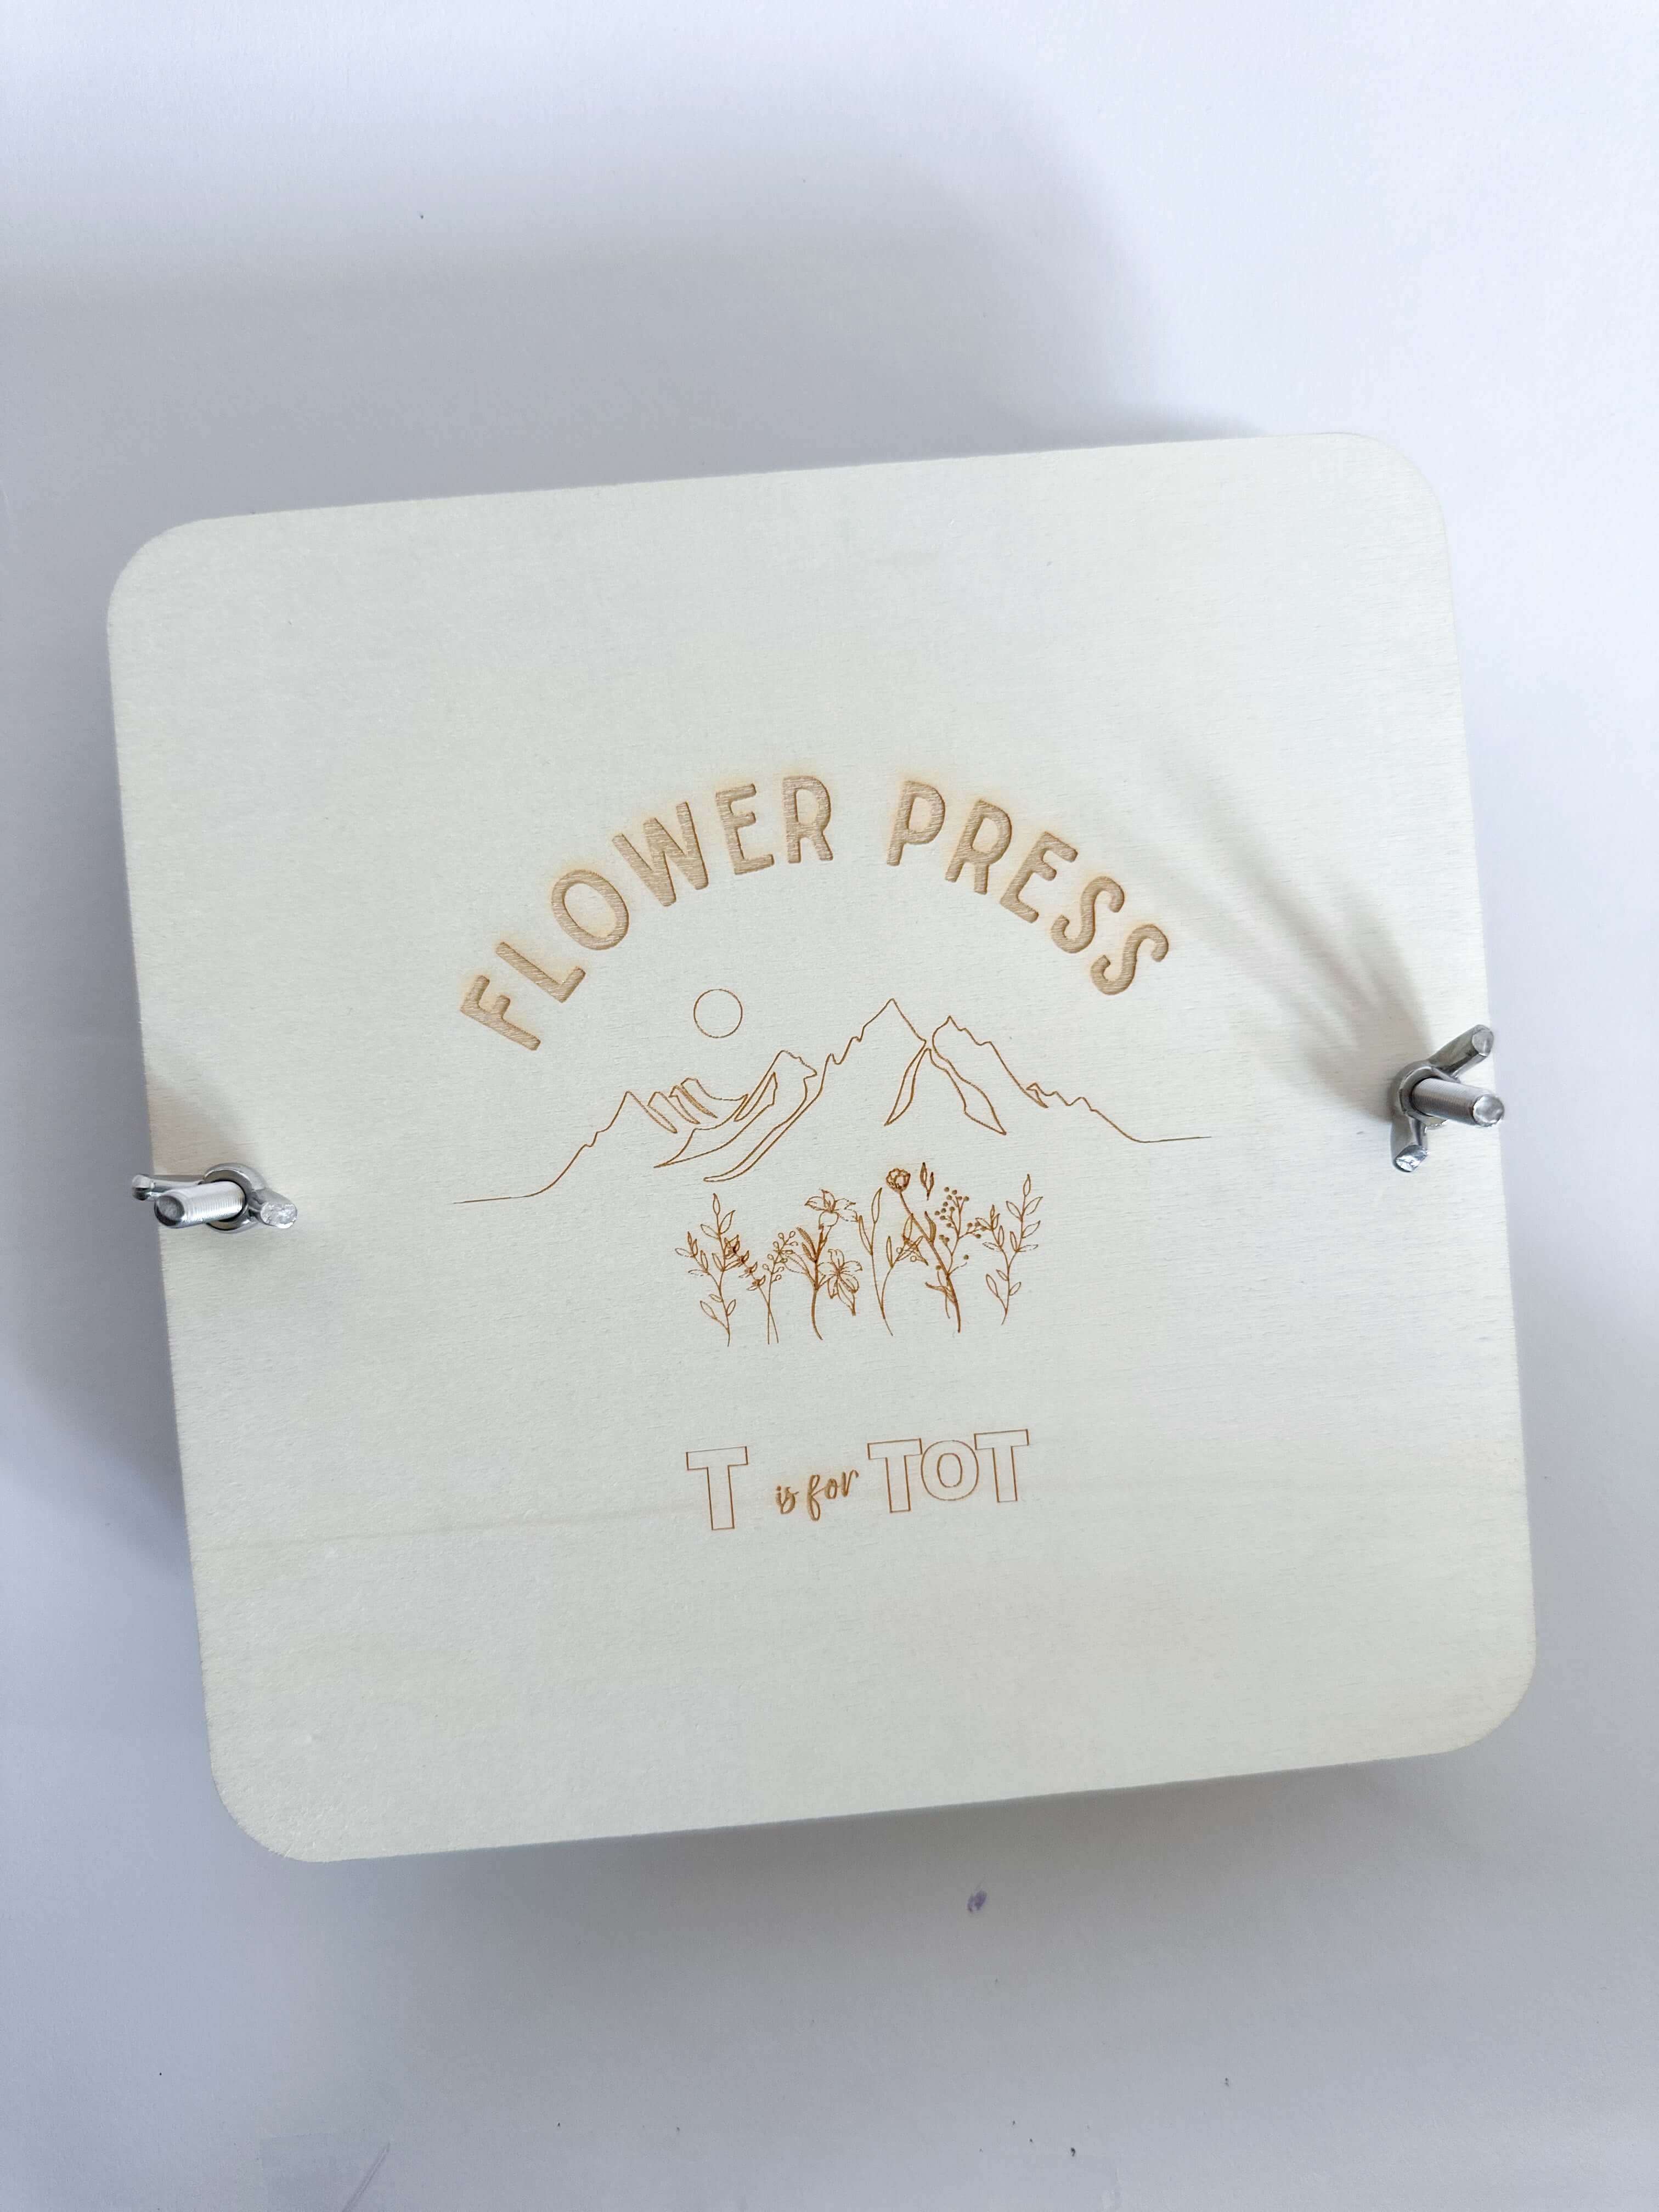 FLOWER PRESS
T is for TOT